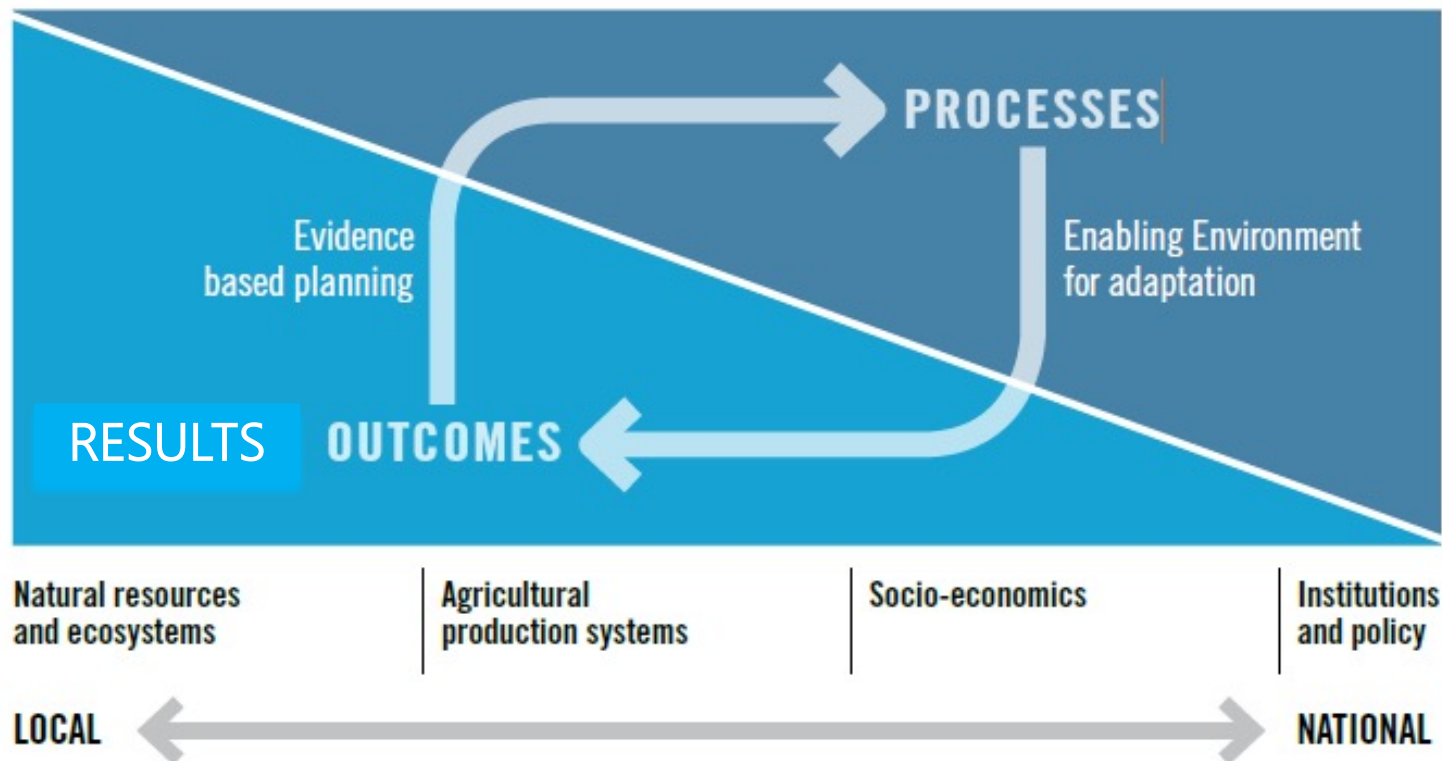 PROCESSES
Evidence
based planning
Enabling Environment
for adaptation
RESULTS
OUTCOMES
Natural resources
and ecosystems
Agricultural
production systems
Socio-economics
Institutions
and policy
LOCAL
NATIONAL